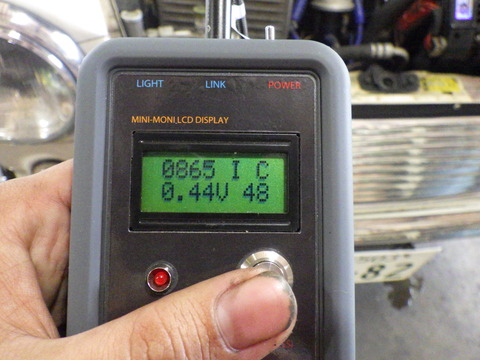 LIGHT LINK POWER
MINI-MONI,LCD DISPLAY
0865 I C
0.44V 48